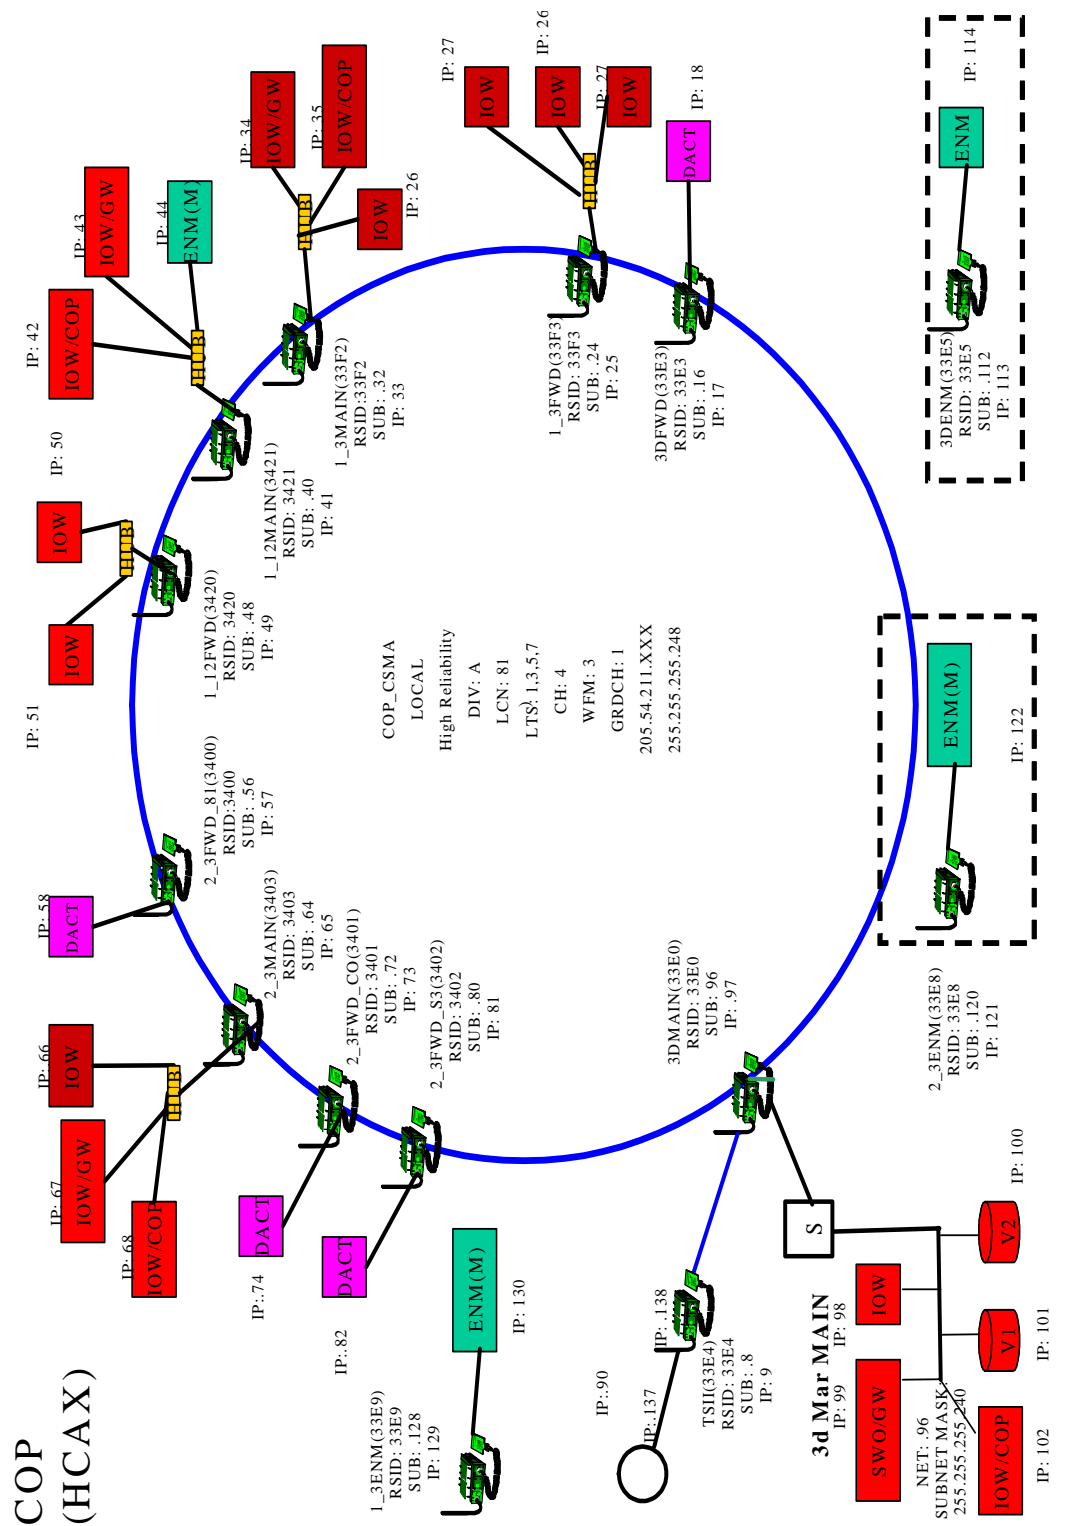 COP
(HCAX)
IP: 51
IOW
IP: 50
IOW
HUB
1_12FWD(3420)
RSID: 3420
SUB: .48
IP: 49
IP: 42
IOW/COP
IP: 43
IOW/GW
IP: 44
ENM(M)
HUB
1_12MAIN(3421)
RSID: 3421
SUB: .40
IP: 41
IP: 34
IOW/GW
IP: 35
IOW/COP
IP: 26
IOW
HUB
1_3MAIN(33F2)
RSID:33F2
SUB: .32
IP: 33
IP: 27
IOW
IP: 26
IOW
IP: 27
IOW
HUB
1_3FWD(33F3)
RSID: 33F3
SUB: .24
IP: 25
IP: 18
DACT
3DFWD(33E3)
RSID: 33E3
SUB: .16
IP: 17
IP: 114
ENM
3DENM(33E5)
RSID: 33E5
SUB: .112
IP: 113
COP_CSMA
LOCAL
High Reliability
DIV: A
LCN: 81
LTS: 1,3,5,7
CH: 4
WFM: 3
GRDCH: 1
205.54.211.XXX
255.255.255.248
IP: 58
DACT
2_3FWD_81(3400)
RSID:3400
SUB: .56
IP: 57
IP: 66
IOW
IP: 67
IOW/GW
IP: 68
IOW/COP
HUB
2_3MAIN(3403)
RSID: 3403
SUB: .64
IP: 65
IP:.74
DACT
2_3FWD_CO(3401)
RSID: 3401
SUB: .72
IP: 73
IP:.82
DACT
2_3FWD_S3(3402)
RSID: 3402
SUB: .80
IP: 81
ENM(M)
IP: 130
1_3ENM(33E9)
RSID: 33E9
SUB: .128
IP: 129
3DMAIN(33E0)
RSID: 33E0
SUB: 96
IP: .97
ENM(M)
IP: 122
2_3ENM(33E8)
RSID: 33E8
SUB: .120
IP: 121
IP:.90
IP:.137
IP: .138
TSII(33E4)
RSID: 33E4
SUB: .8
IP: 9
S
3d Mar MAIN
IP: 98
IOW
IP: 99
SWO/GW
V2
IP: 100
V1
IP: 101
IOW/COP
IP: 102
NET: .96
SUBNET MASK:
255.255.255.240